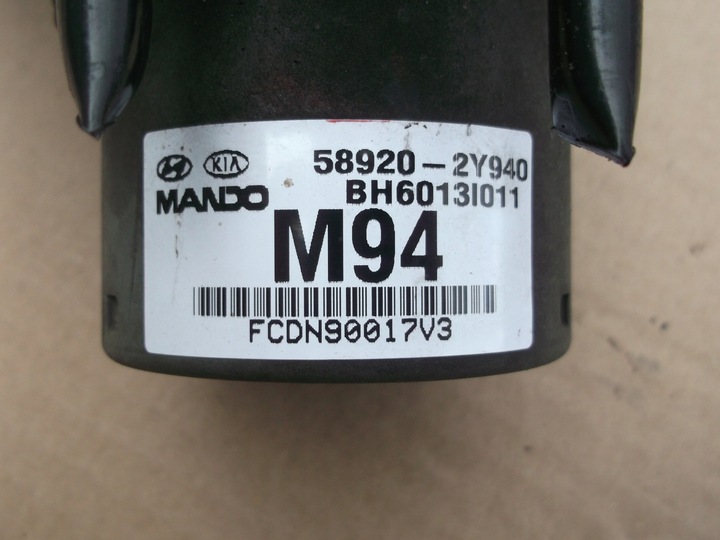 KIA 58920-2Y940
MANDO BH6013I011
M94
FCDN90017V3